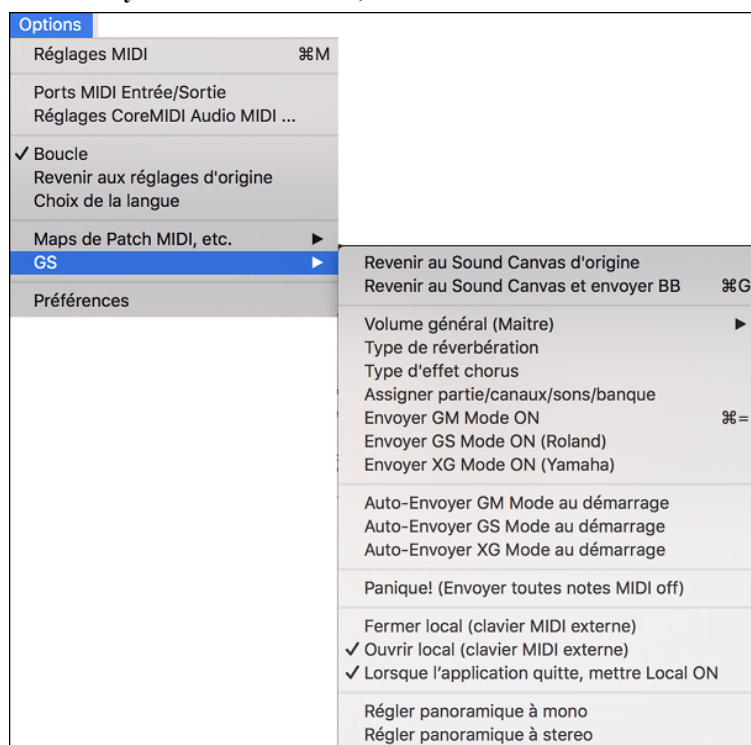 Options
Réglages MIDI ⌘M
Ports MIDI Entrée/Sortie
Réglages CoreMIDI Audio MIDI ...
✓ Boucle
Revenir aux réglages d'origine
Choix de la langue
Maps de Patch MIDI, etc. ▶
GS ▶
Préférences
Revenir au Sound Canvas d'origine
Revenir au Sound Canvas et envoyer BB ⌘G
Volume général (Maitre) ▶
Type de réverbération
Type d'effet chorus
Assigner partie/canaux/sons/banque
Envoyer GM Mode ON ⌘=
Envoyer GS Mode ON (Roland)
Envoyer XG Mode ON (Yamaha)
Auto-Envoyer GM Mode au démarrage
Auto-Envoyer GS Mode au démarrage
Auto-Envoyer XG Mode au démarrage
Panique! (Envoyer toutes notes MIDI off)
Fermer local (clavier MIDI externe)
✓ Ouvrir local (clavier MIDI externe)
✓ Lorsque l'application quitte, mettre Local ON
Régler panoramique à mono
Régler panoramique à stereo